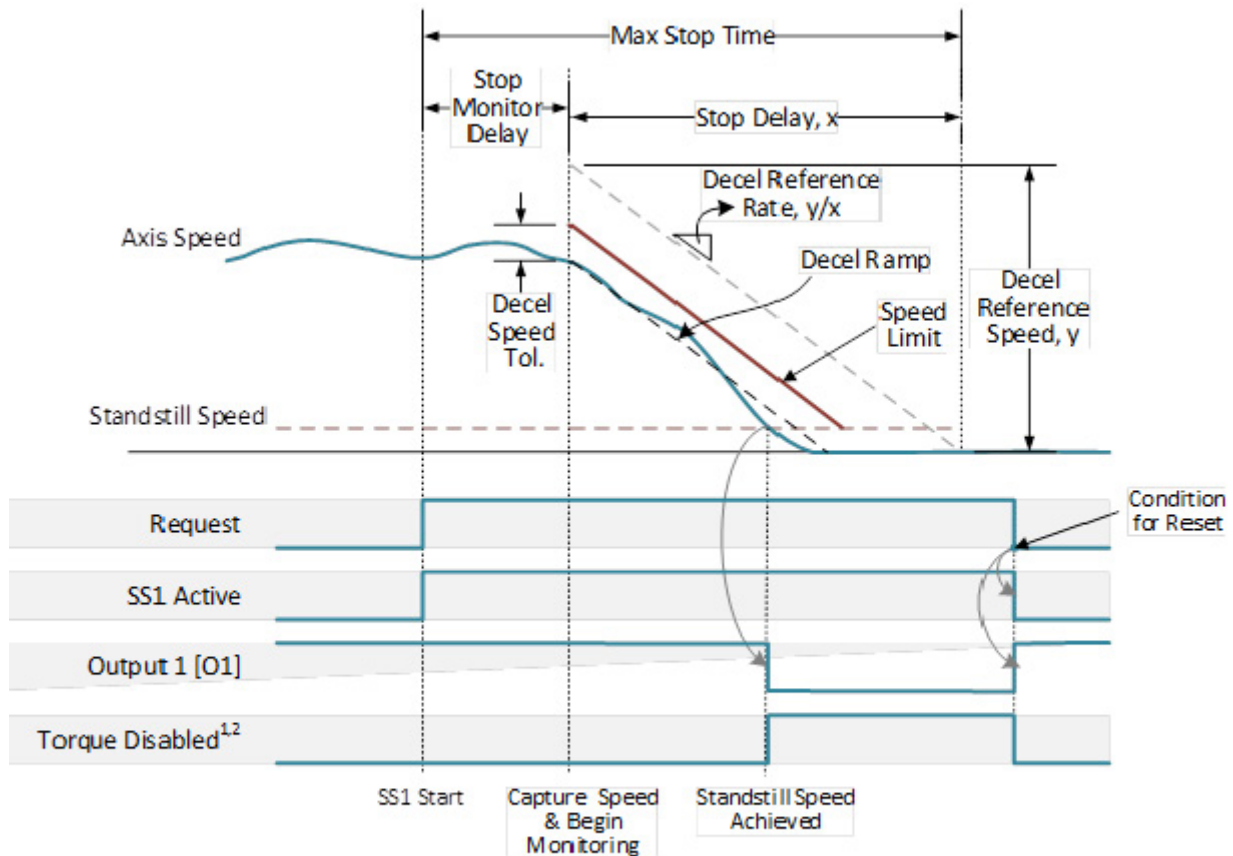 Max Stop Time
Stop
Monitor
Delay
Stop Delay, x
Decel Reference
Rate, y/x
Axis Speed
Decel Ramp
Decel
Speed
Tol.
Speed
Limit
Decel
Reference
Speed, y
Standstill Speed
Request
Condition
for Reset
SS1 Active
Output 1 [O1]
Torque Disabled1,2
SS1 Start
Capture Speed
& Begin
Monitoring
Standstill Speed
Achieved